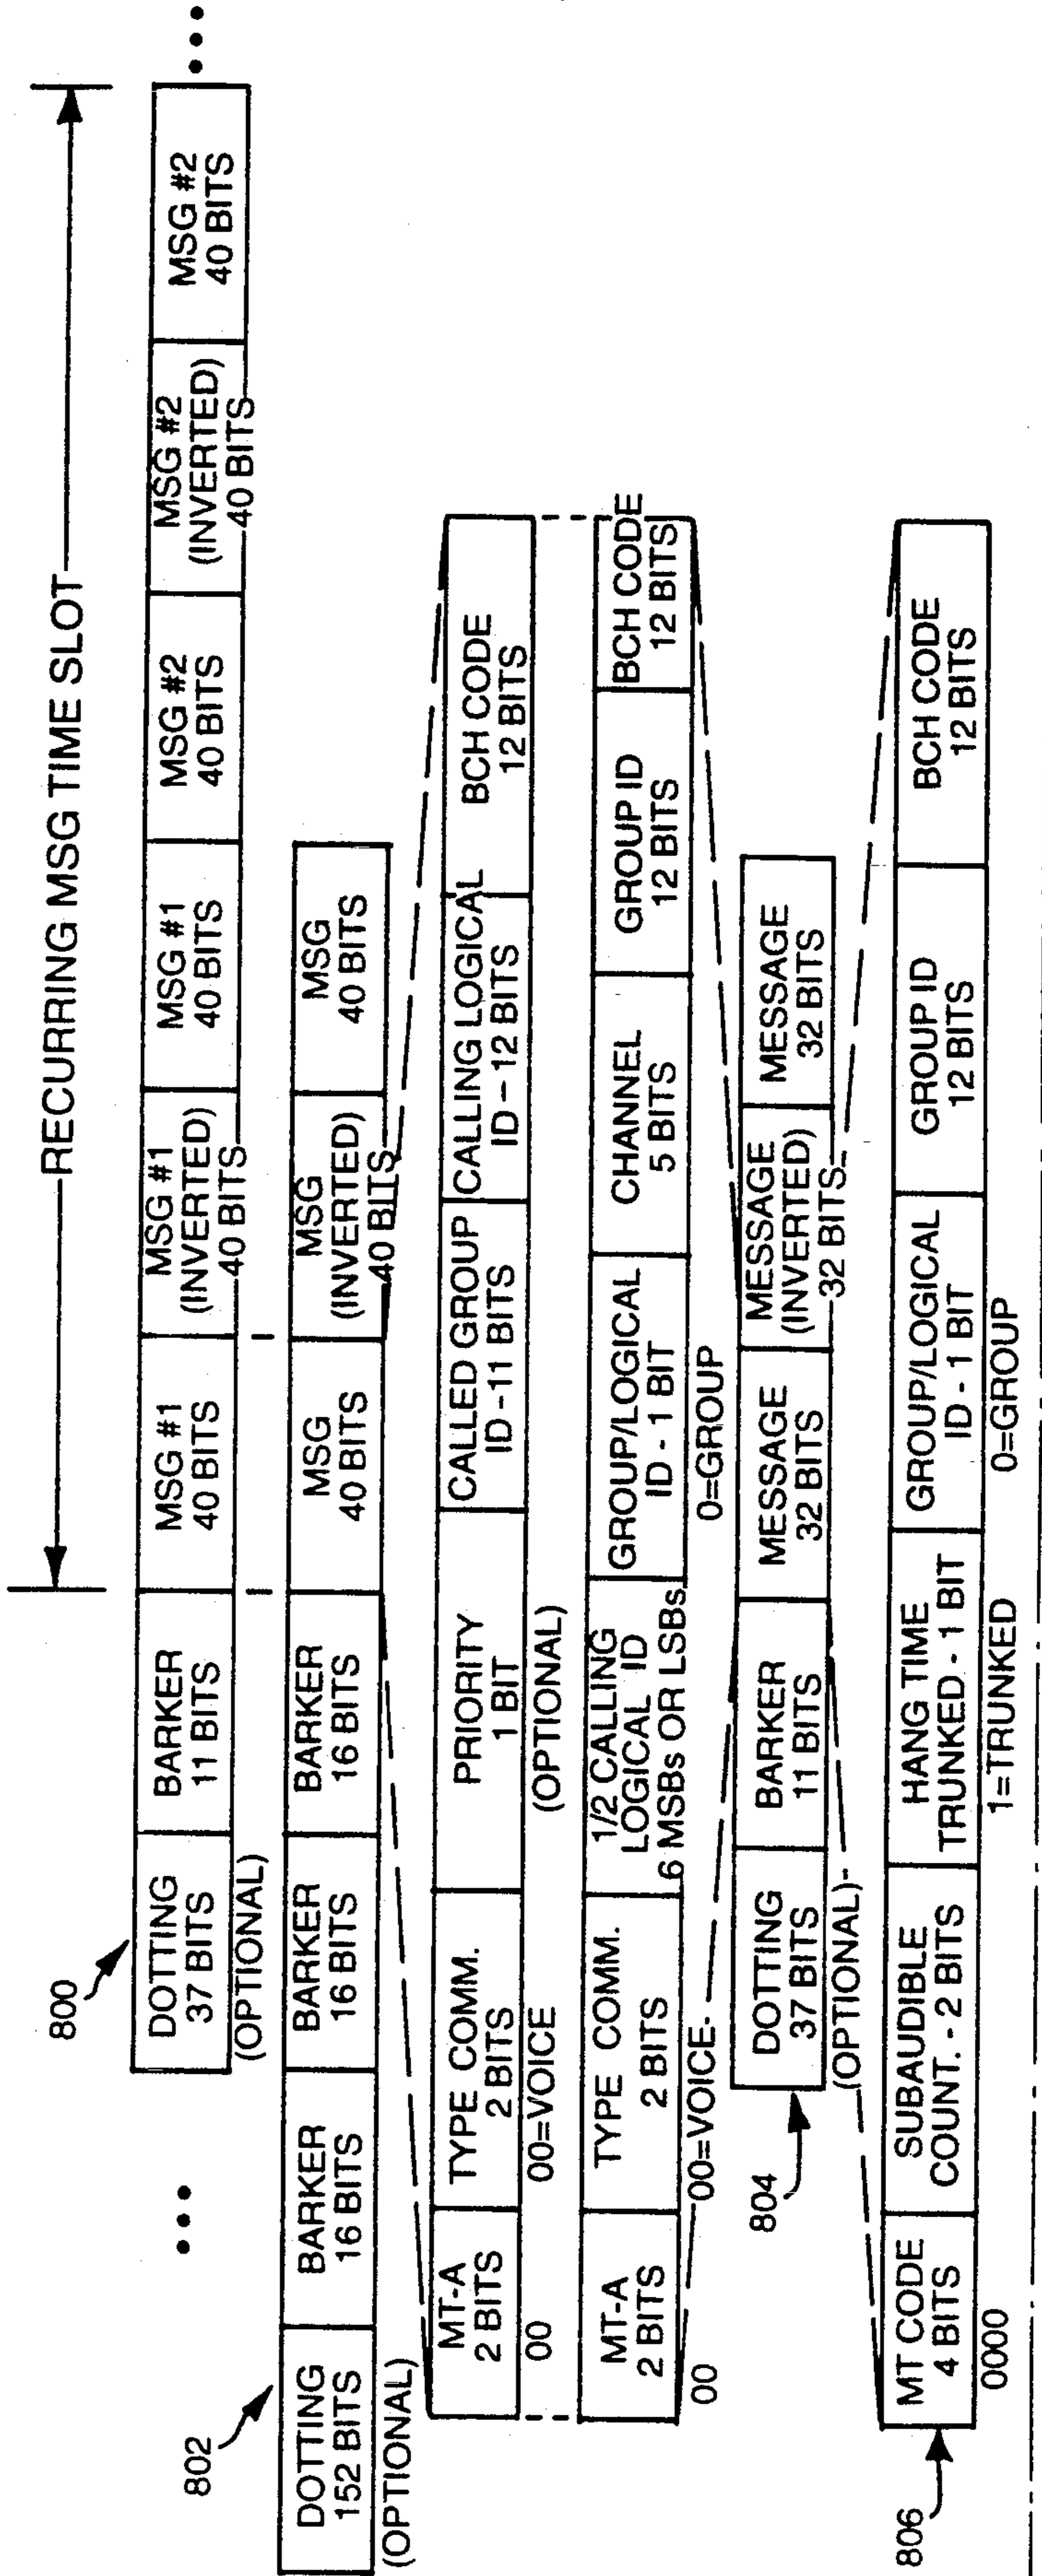 RECURRING MSG TIME SLOT
800
DOTTING
37 BITS
(OPTIONAL)
BARKER
11 BITS
MSG #1
40 BITS
MSG #1
(INVERTED)
40 BITS
MSG #1
40 BITS
MSG #2
40 BITS
MSG #2
(INVERTED)
40 BITS
MSG #2
40 BITS
802
DOTTING
152 BITS
(OPTIONAL)
BARKER
16 BITS
BARKER
16 BITS
BARKER
16 BITS
MSG
40 BITS
MSG
(INVERTED)
40 BITS
MSG
40 BITS
MT-A
2 BITS
00
TYPE COMM.
2 BITS
00=VOICE
PRIORITY
1 BIT
(OPTIONAL)
CALLED GROUP
ID-11 BITS
CALLING LOGICAL
ID-12 BITS
BCH CODE
12 BITS
MT-A
2 BITS
00
TYPE COMM.
2 BITS
00=VOICE
1/2 CALLING
LOGICAL ID
6 MSBs OR LSBs
GROUP/LOGICAL
ID - 1 BIT
0=GROUP
CHANNEL
5 BITS
GROUP ID
12 BITS
BCH CODE
12 BITS
804
DOTTING
37 BITS
(OPTIONAL)
BARKER
11 BITS
MESSAGE
32 BITS
MESSAGE
(INVERTED)
32 BITS
MESSAGE
32 BITS
806
MT CODE
4 BITS
0000
SUBAUDIBLE
COUNT. - 2 BITS
HANG TIME
TRUNKED - 1 BIT
1=TRUNKED
GROUP/LOGICAL
ID - 1 BIT
0=GROUP
GROUP ID
12 BITS
BCH CODE
12 BITS